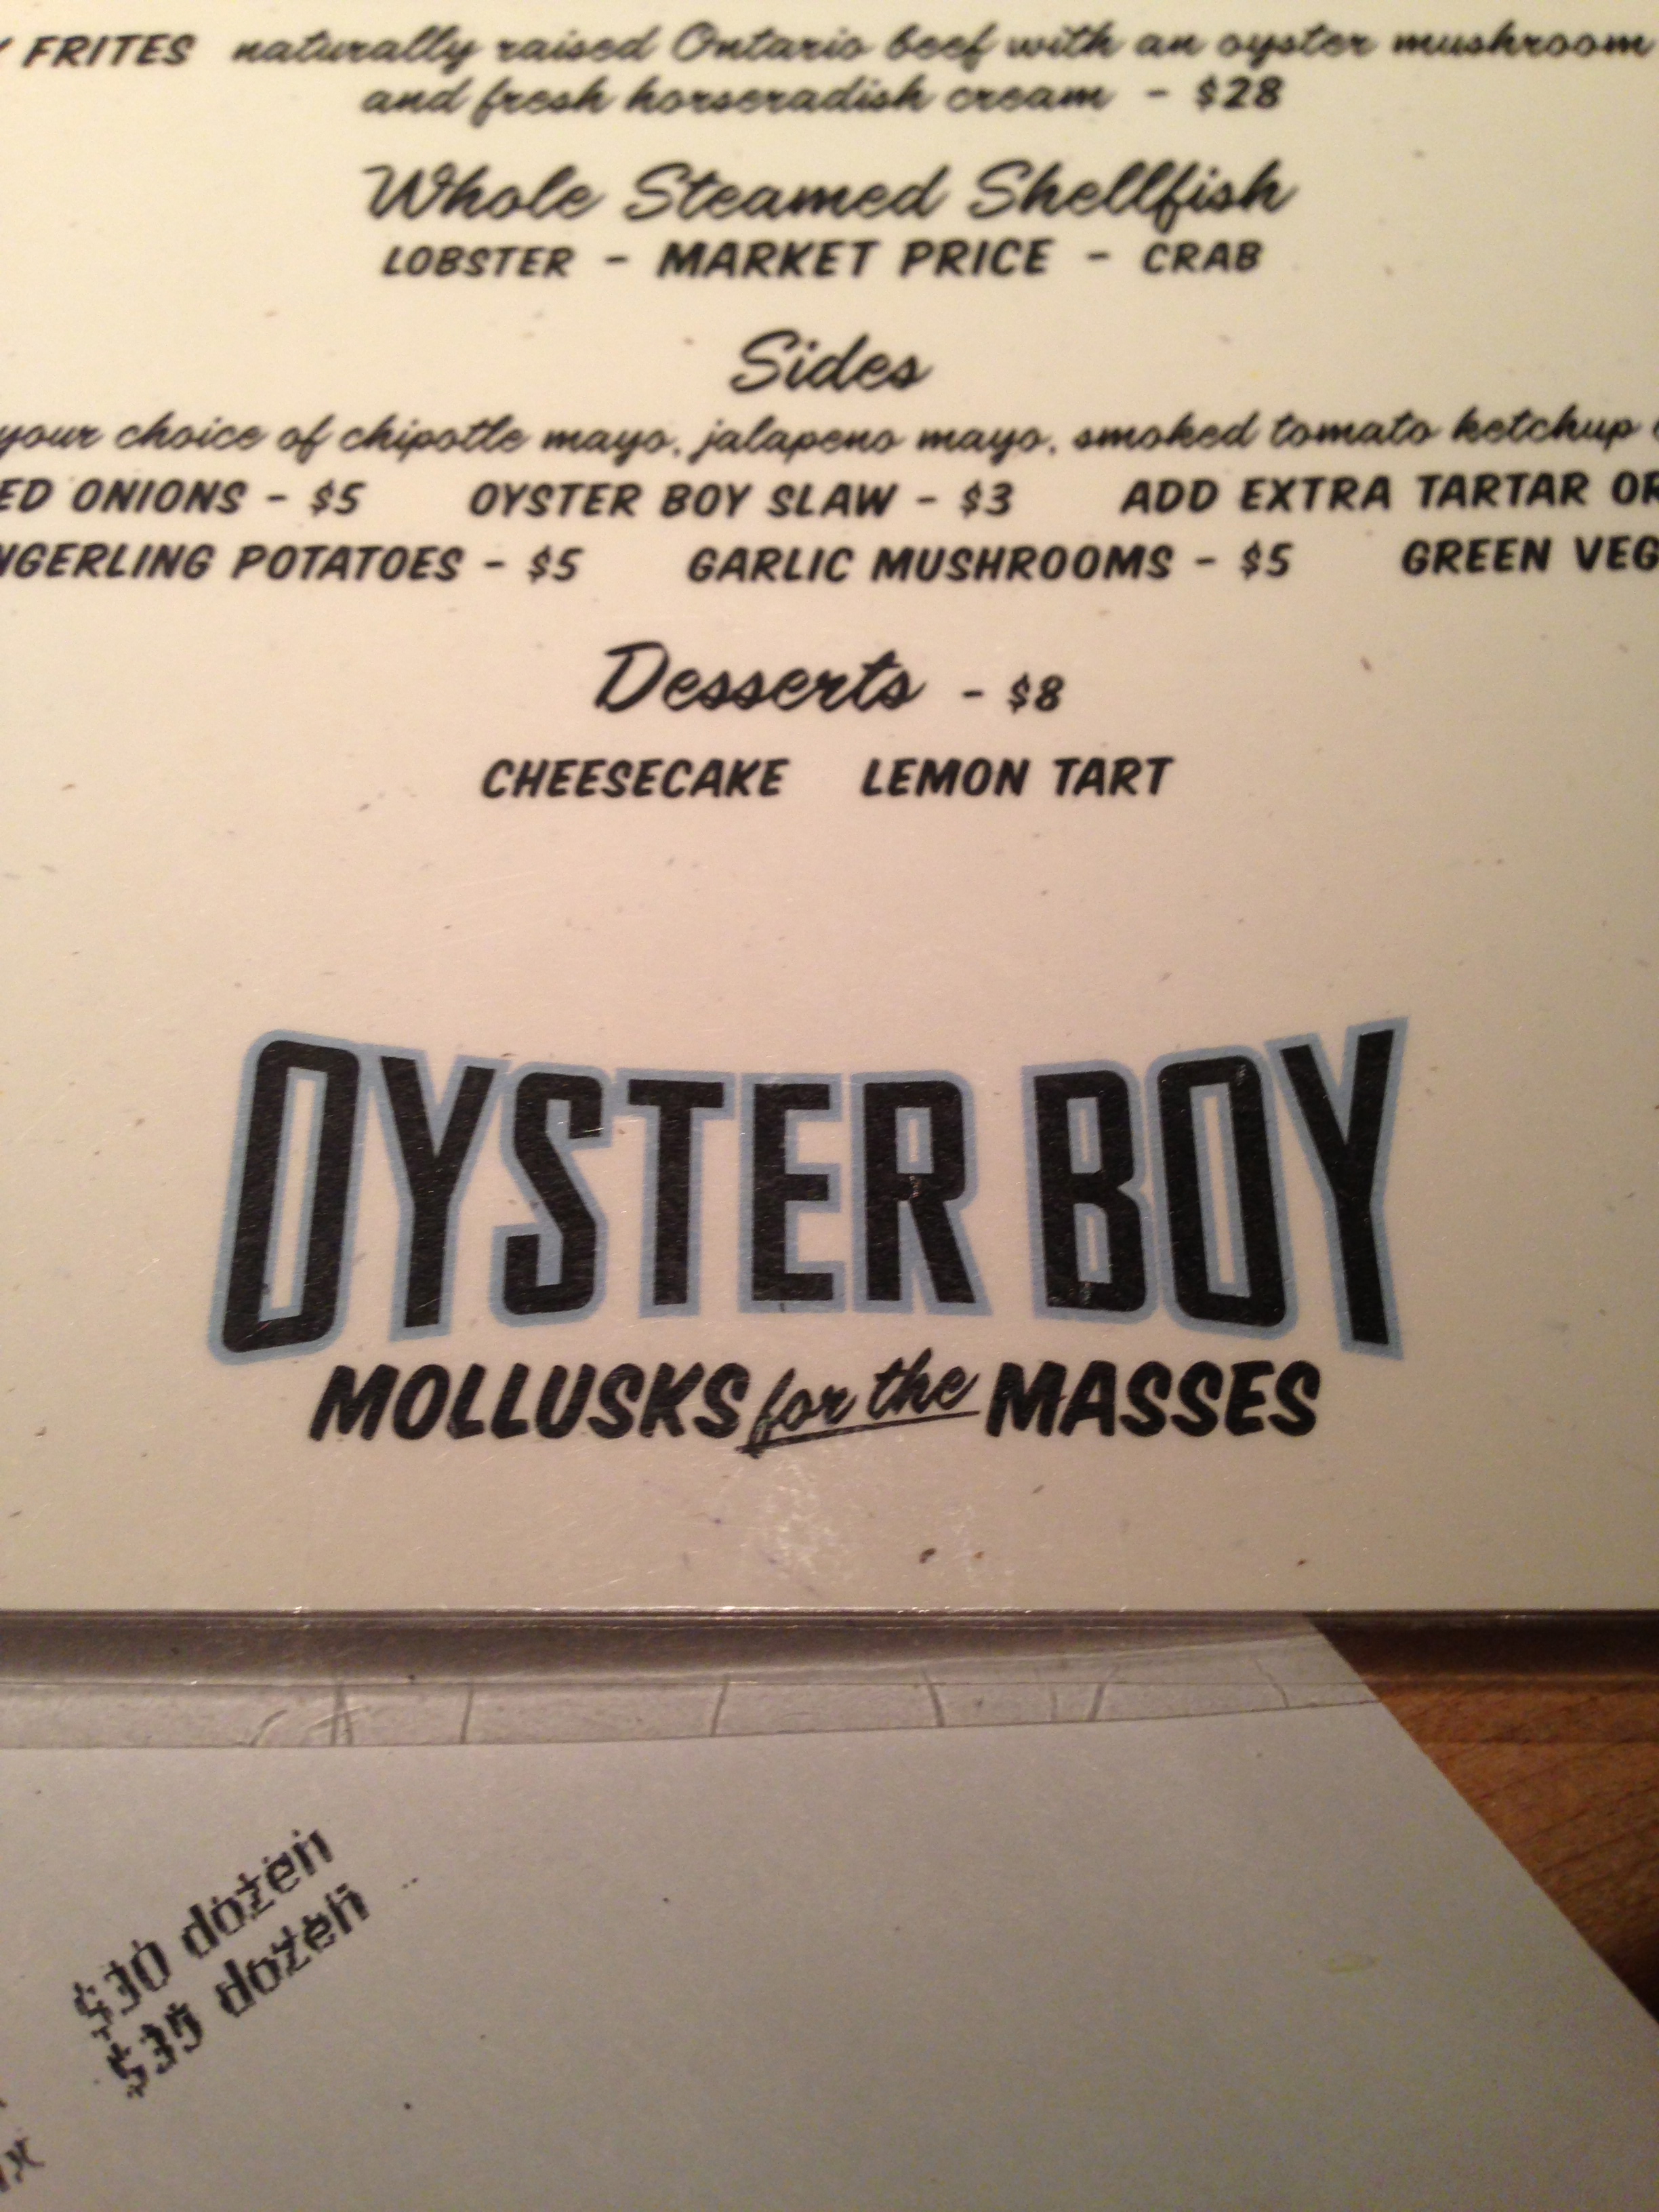 FRITES naturally raised Ontario beef with an oyster mushroom
and fresh horseradish cream - $28
Whole Steamed Shellfish
LOBSTER - MARKET PRICE - CRAB
Sides
your choice of chipotle mayo, jalapeno mayo, smoked tomato ketchup
ED ONIONS - $5 OYSTER BOY SLAW - $3 ADD EXTRA TARTAR OR
NGERLING POTATOES - $5 GARLIC MUSHROOMS - $5 GREEN VEG
Desserts - $8
CHEESECAKE LEMON TART
OYSTER BOY
MOLLUSKS for the MASSES
$30 dozen
$35 dozen